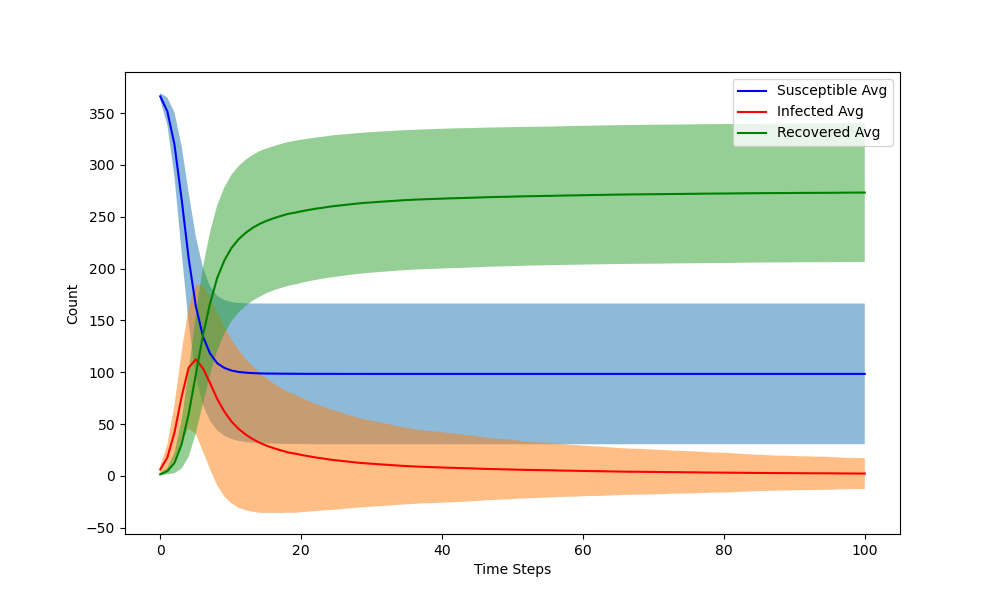 Susceptible Avg
Infected Avg
Recovered Avg
350
300
250
200
150
100
50
0
−50
Count
0 20 40 60 80 100
Time Steps